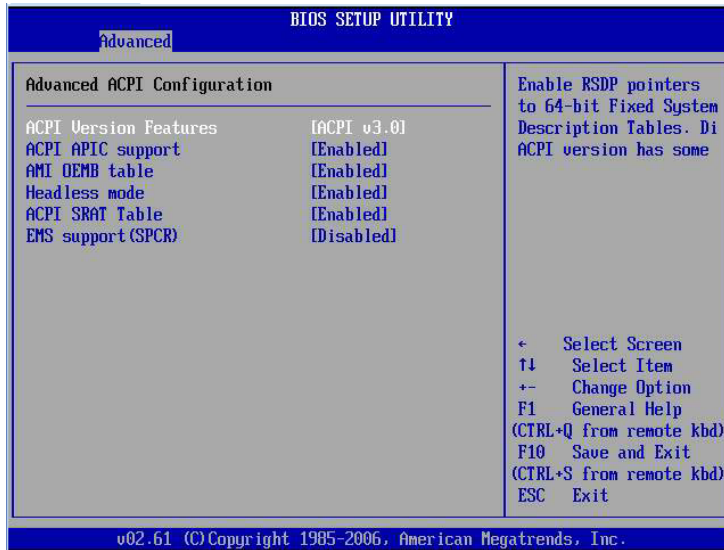 BIOS SETUP UTILITY
Advanced
Advanced ACPI Configuration
ACPI Version Features [ACPI v3.0]
ACPI APIC support [Enabled]
AMI OEMB table [Enabled]
Headless mode [Enabled]
ACPI SRAT Table [Enabled]
EMS support(SPCR) [Disabled]
Enable RSDP pointers
to 64-bit Fixed System
Description Tables. Di
ACPI version has some
← Select Screen
↑↓ Select Item
+- Change Option
F1 General Help
(CTRL+Q from remote kbd)
F10 Save and Exit
(CTRL+S from remote kbd)
ESC Exit
v02.61 (C)Copyright 1985-2006, American Megatrends, Inc.